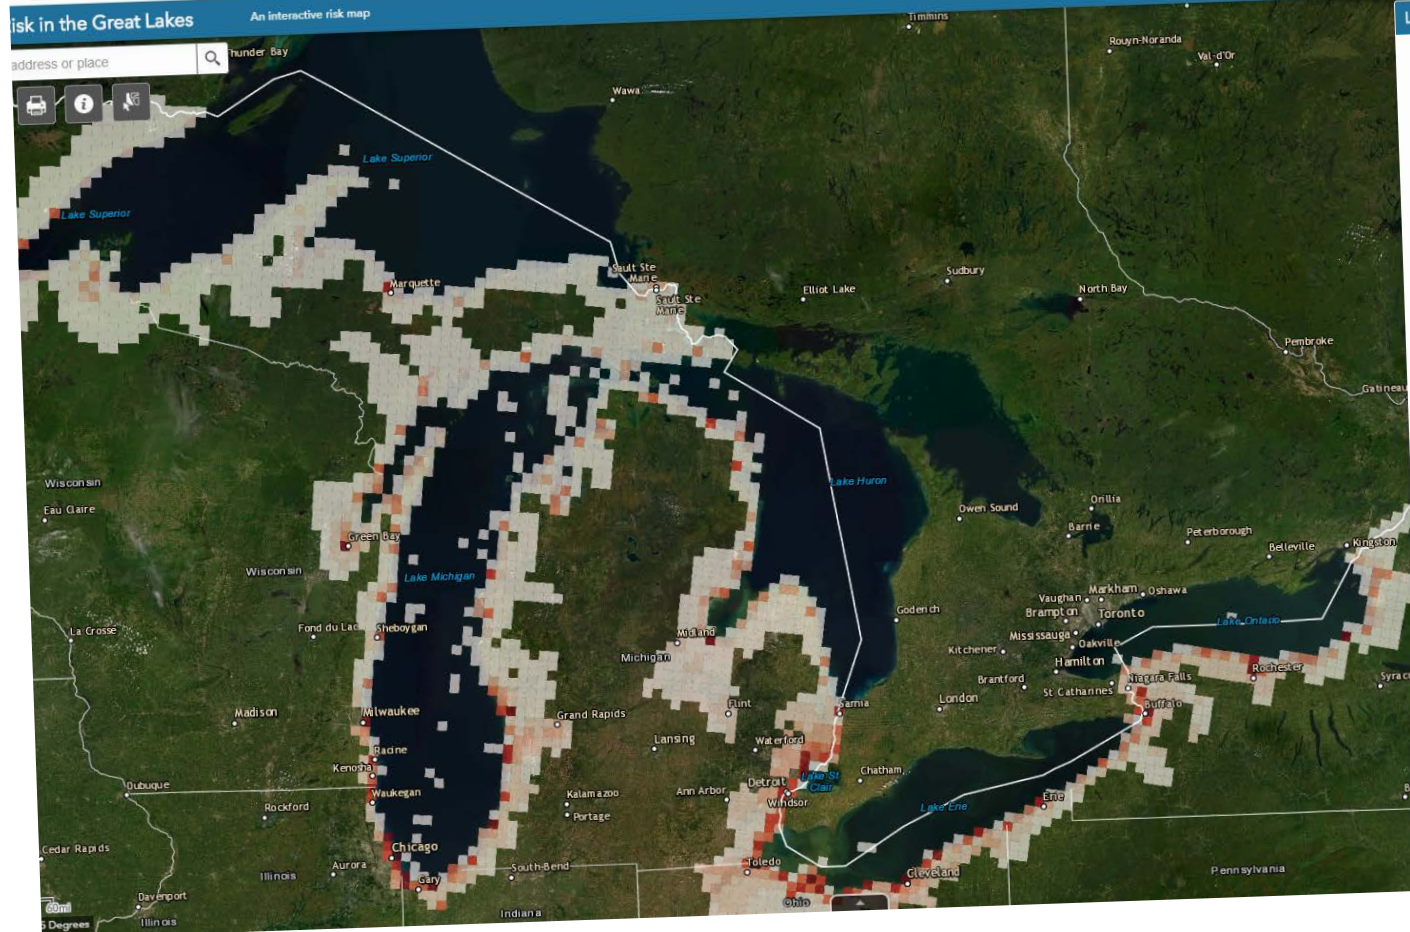 isk in the Great Lakes
An interactive risk map
L
address or place
Thunder Bay
Timmins
Rouyn-Noranda
Val-d'Or
Wawa
Lake Superior
Lake Superior
Sault Ste
Marie
Sault Ste
Marie
Marquette
Elliot Lake
Sudbury
North Bay
Pembroke
Gatineau
Wisconsin
Eau Claire
Lake Huron
Owen Sound
Orillia
Barrie
Peterborough
Belleville
Kingston
Green Bay
Wisconsin
Lake Michigan
La Crosse
Fond du Lac
Sheboygan
Midland
Michigan
Goderich
Markham
Oshawa
Vaughan
Brampton
Toronto
Mississauga
Oakville
Lake Ontario
Kitchener
Hamilton
Brantford
St Catharines
Niagara Falls
Rochester
Syrac
Madison
Milwaukee
Grand Rapids
Flint
Sarnia
London
Buffalo
Racine
Lansing
Waterford
Kenosha
Dubuque
Waukegan
Rockford
Kalamazoo
Portage
Ann Arbor
Detroit
Lake St
Clair
Chatham
Windsor
Lake Erie
Erie
Cedar Rapids
Chicago
Aurora
Illinois
Gary
South-Bend
Toledo
Cleveland
Pennsylvania
Davenport
Illinois
Indiana
Ohio
60mi
5 Degrees